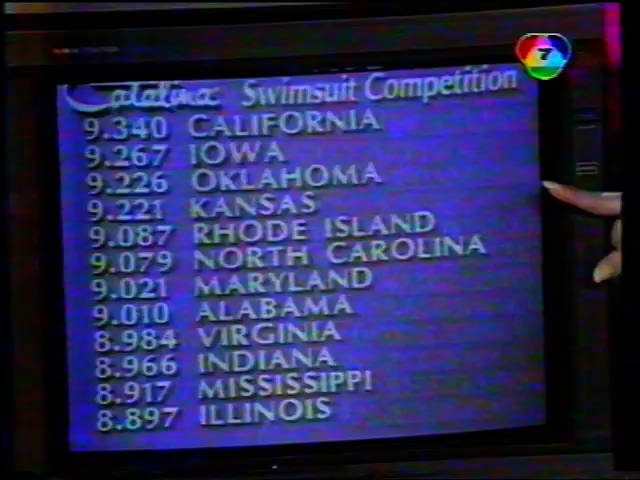 7
Catalina Swimsuit Competition
9.340 CALIFORNIA
9.267 IOWA
9.226 OKLAHOMA
9.221 KANSAS
9.087 RHODE ISLAND
9.079 NORTH CAROLINA
9.021 MARYLAND
9.010 ALABAMA
8.984 VIRGINIA
8.966 INDIANA
8.917 MISSISSIPPI
8.897 ILLINOIS